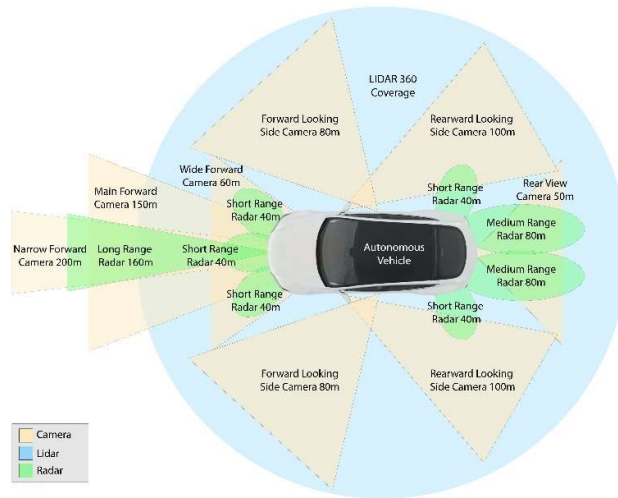 LIDAR 360
Coverage
Forward Looking
Side Camera 80m
Rearward Looking
Side Camera 100m
Wide Forward
Camera 60m
Main Forward
Camera 150m
Short Range
Radar 40m
Short Range
Radar 40m
Rear View
Camera 50m
Narrow Forward
Camera 200m
Long Range
Radar 160m
Short Range
Radar 40m
Autonomous
Vehicle
Medium Range
Radar 80m
Medium Range
Radar 80m
Short Range
Radar 40m
Short Range
Radar 40m
Forward Looking
Side Camera 80m
Rearward Looking
Side Camera 100m
Camera
Lidar
Radar